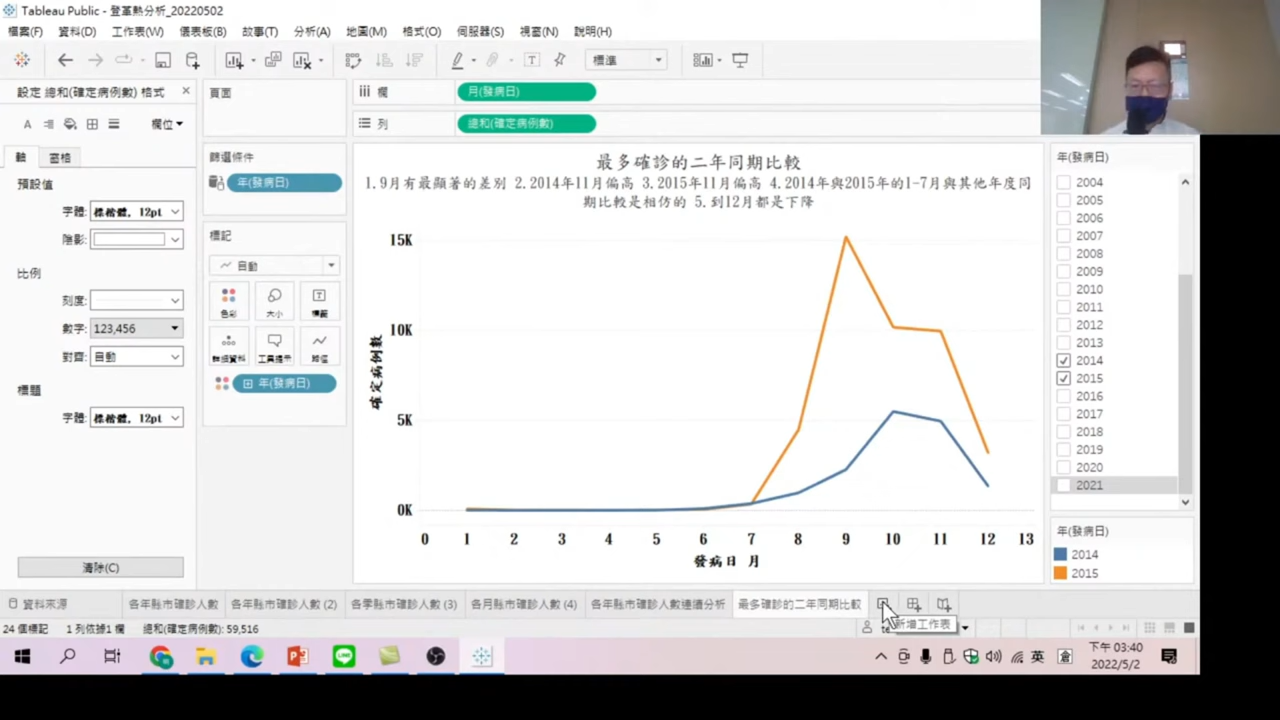 Tableau Public - 登革熱分析_20220502
檔案(F) 資料(D) 工作表(W) 儀表板(B) 故事(T) 分析(A) 地圖(M) 格式(O) 伺服器(S) 視窗(N) 說明(H)
標準
設定 總和(確定病例數) 格式
欄位
軸 窗格
預設值
字體: 標楷體, 12pt
陰影:
比例
刻度:
數字: 123,456
對齊: 自動
標題
字體: 標楷體, 12pt
清除(C)
頁面
篩選條件
年(發病日)
標記
自動
色彩 大小 標籤
詳細資料 工具提示 路徑
年(發病日)
欄 月(發病日)
列 總和(確定病例數)
最多確診的二年同期比較
1.9月有最顯著的差別 2.2014年11月偏高 3.2015年11月偏高 4.2014年與2015年的1-7月與其他年度同
期比較是相仿的 5.到12月都是下降
15K
10K
5K
0K
確定病例數
0 1 2 3 4 5 6 7 8 9 10 11 12 13
發病日 月
年(發病日)
2004
2005
2006
2007
2008
2009
2010
2011
2012
2013
2014
2015
2016
2017
2018
2019
2020
2021
年(發病日)
2014
2015
資料來源 各年縣市確診人數 各年縣市確診人數 (2) 各季縣市確診人數 (3) 各月縣市確診人數 (4) 各年縣市確診人數連續分析 最多確診的二年同期比較
新增工作表
24 個標記 1 列依據1 欄 總和(確定病例數): 59,516
英
下午 03:40
2022/5/2